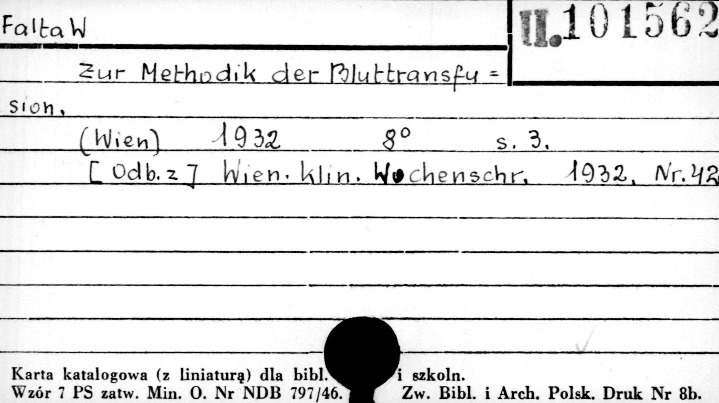 Falta W
II. 101562
Zur Methodik der Bluttransfu=
sion.
(Wien) 1932 8° s. 3.
[Odb. z] Wien. klin. Wochenschr. 1932. Nr. 42
Karta katalogowa (z liniaturą) dla bibl. i szkoln.
Wzór 7 PS zatw. Min. O. Nr NDB 797/46. Zw. Bibl. i Arch. Polsk. Druk Nr 8b.